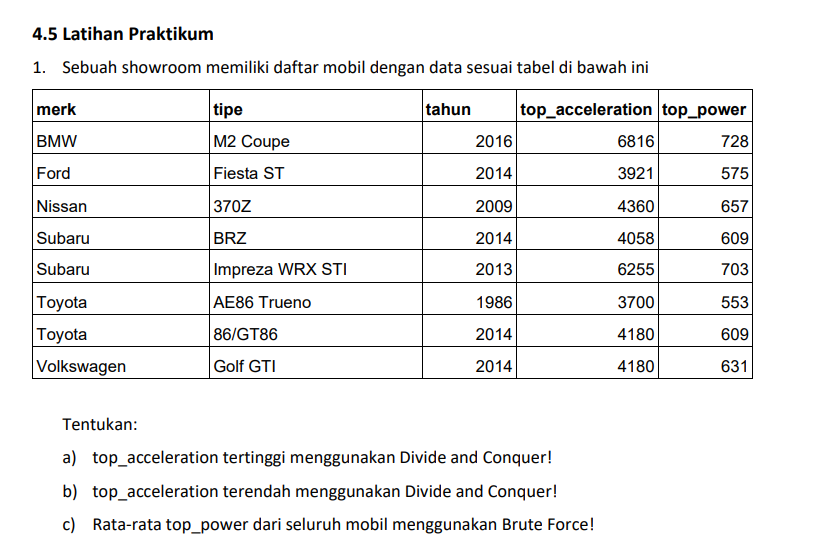 4.5 Latihan Praktikum
1. Sebuah showroom memiliki daftar mobil dengan data sesuai tabel di bawah ini
merk tipe tahun top_acceleration top_power
BMW M2 Coupe 2016 6816 728
Ford Fiesta ST 2014 3921 575
Nissan 370Z 2009 4360 657
Subaru BRZ 2014 4058 609
Subaru Impreza WRX STI 2013 6255 703
Toyota AE86 Trueno 1986 3700 553
Toyota 86/GT86 2014 4180 609
Volkswagen Golf GTI 2014 4180 631
Tentukan:
a) top_acceleration tertinggi menggunakan Divide and Conquer!
b) top_acceleration terendah menggunakan Divide and Conquer!
c) Rata-rata top_power dari seluruh mobil menggunakan Brute Force!